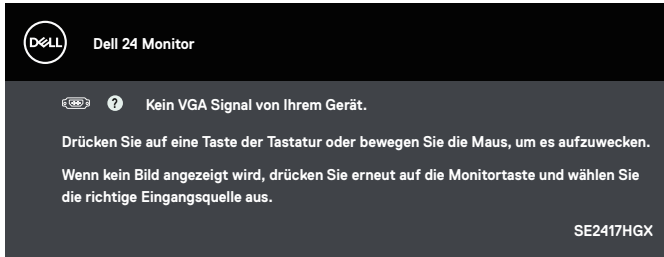 DELL
Dell 24 Monitor
? Kein VGA Signal von Ihrem Gerät.
Drücken Sie auf eine Taste der Tastatur oder bewegen Sie die Maus, um es aufzuwecken.
Wenn kein Bild angezeigt wird, drücken Sie erneut auf die Monitortaste und wählen Sie
die richtige Eingangsquelle aus.
SE2417HGX